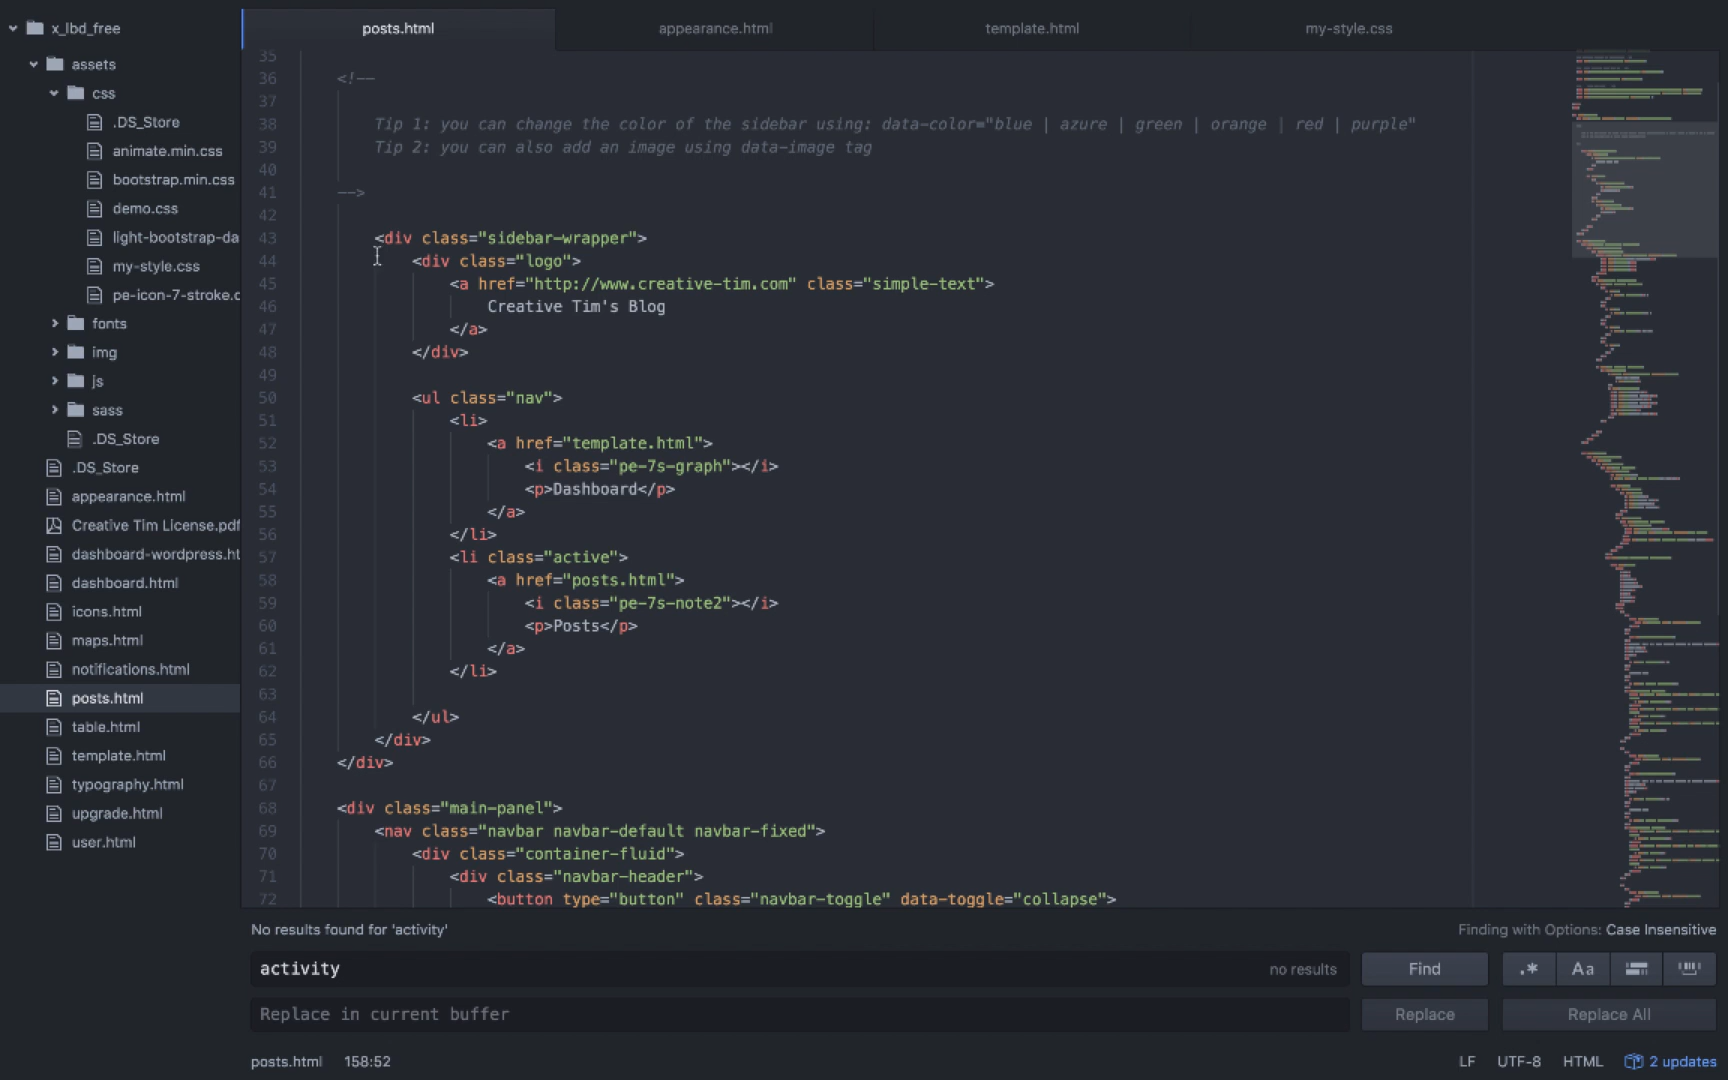 x_lbd_free
assets
css
.DS_Store
animate.min.css
bootstrap.min.css
demo.css
light-bootstrap-da
my-style.css
pe-icon-7-stroke.c
fonts
img
js
sass
.DS_Store
.DS_Store
appearance.html
Creative Tim License.pdf
dashboard-wordpress.ht
dashboard.html
icons.html
maps.html
notifications.html
posts.html
table.html
template.html
typography.html
upgrade.html
user.html
posts.html appearance.html template.html my-style.css
35
36 <!--
37
38 Tip 1: you can change the color of the sidebar using: data-color="blue | azure | green | orange | red | purple"
39 Tip 2: you can also add an image using data-image tag
40
41 -->
42
43 <div class="sidebar-wrapper">
44 <div class="logo">
45 <a href="http://www.creative-tim.com" class="simple-text">
46 Creative Tim's Blog
47 </a>
48 </div>
49
50 <ul class="nav">
51 <li>
52 <a href="template.html">
53 <i class="pe-7s-graph"></i>
54 <p>Dashboard</p>
55 </a>
56 </li>
57 <li class="active">
58 <a href="posts.html">
59 <i class="pe-7s-note2"></i>
60 <p>Posts</p>
61 </a>
62 </li>
63
64 </ul>
65 </div>
66 </div>
67
68 <div class="main-panel">
69 <nav class="navbar navbar-default navbar-fixed">
70 <div class="container-fluid">
71 <div class="navbar-header">
72 <button type="button" class="navbar-toggle" data-toggle="collapse">
No results found for 'activity' Finding with Options: Case Insensitive
activity no results Find .* Aa
Replace in current buffer Replace Replace All
posts.html 158:52 LF UTF-8 HTML 2 updates